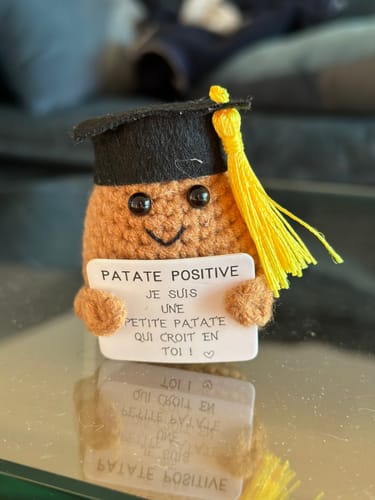 PATATE POSITIVE
JE SUIS
UNE
PETITE PATATE
QUI CROIT EN
TOI ! ♡